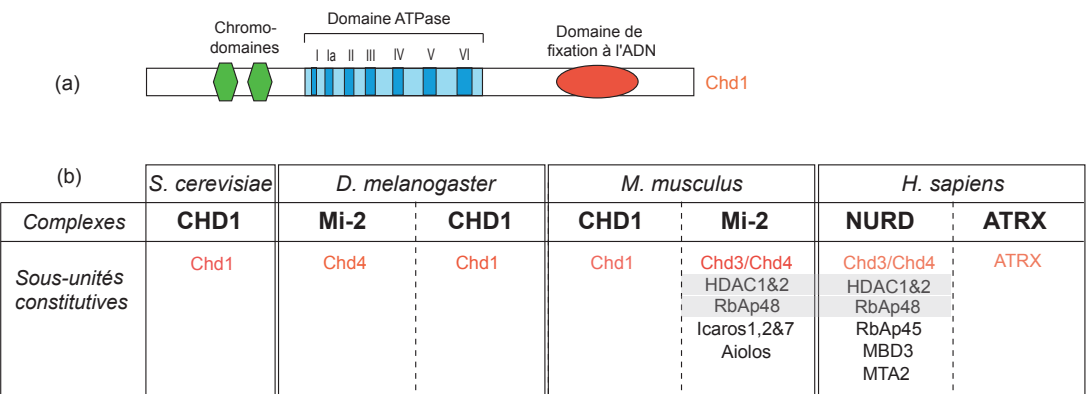 Chromo-
domaines
Domaine ATPase
I Ia II III IV V VI
Domaine de
fixation à l'ADN
(a)
Chd1
(b)
S. cerevisiae D. melanogaster M. musculus H. sapiens
Complexes CHD1 Mi-2 CHD1 CHD1 Mi-2 NURD ATRX
Sous-unités
constitutives
Chd1 Chd4 Chd1 Chd1 Chd3/Chd4 Chd3/Chd4 ATRX
HDAC1&2 HDAC1&2
RbAp48 RbAp48
Icaros1,2&7 RbAp45
Aiolos MBD3
MTA2